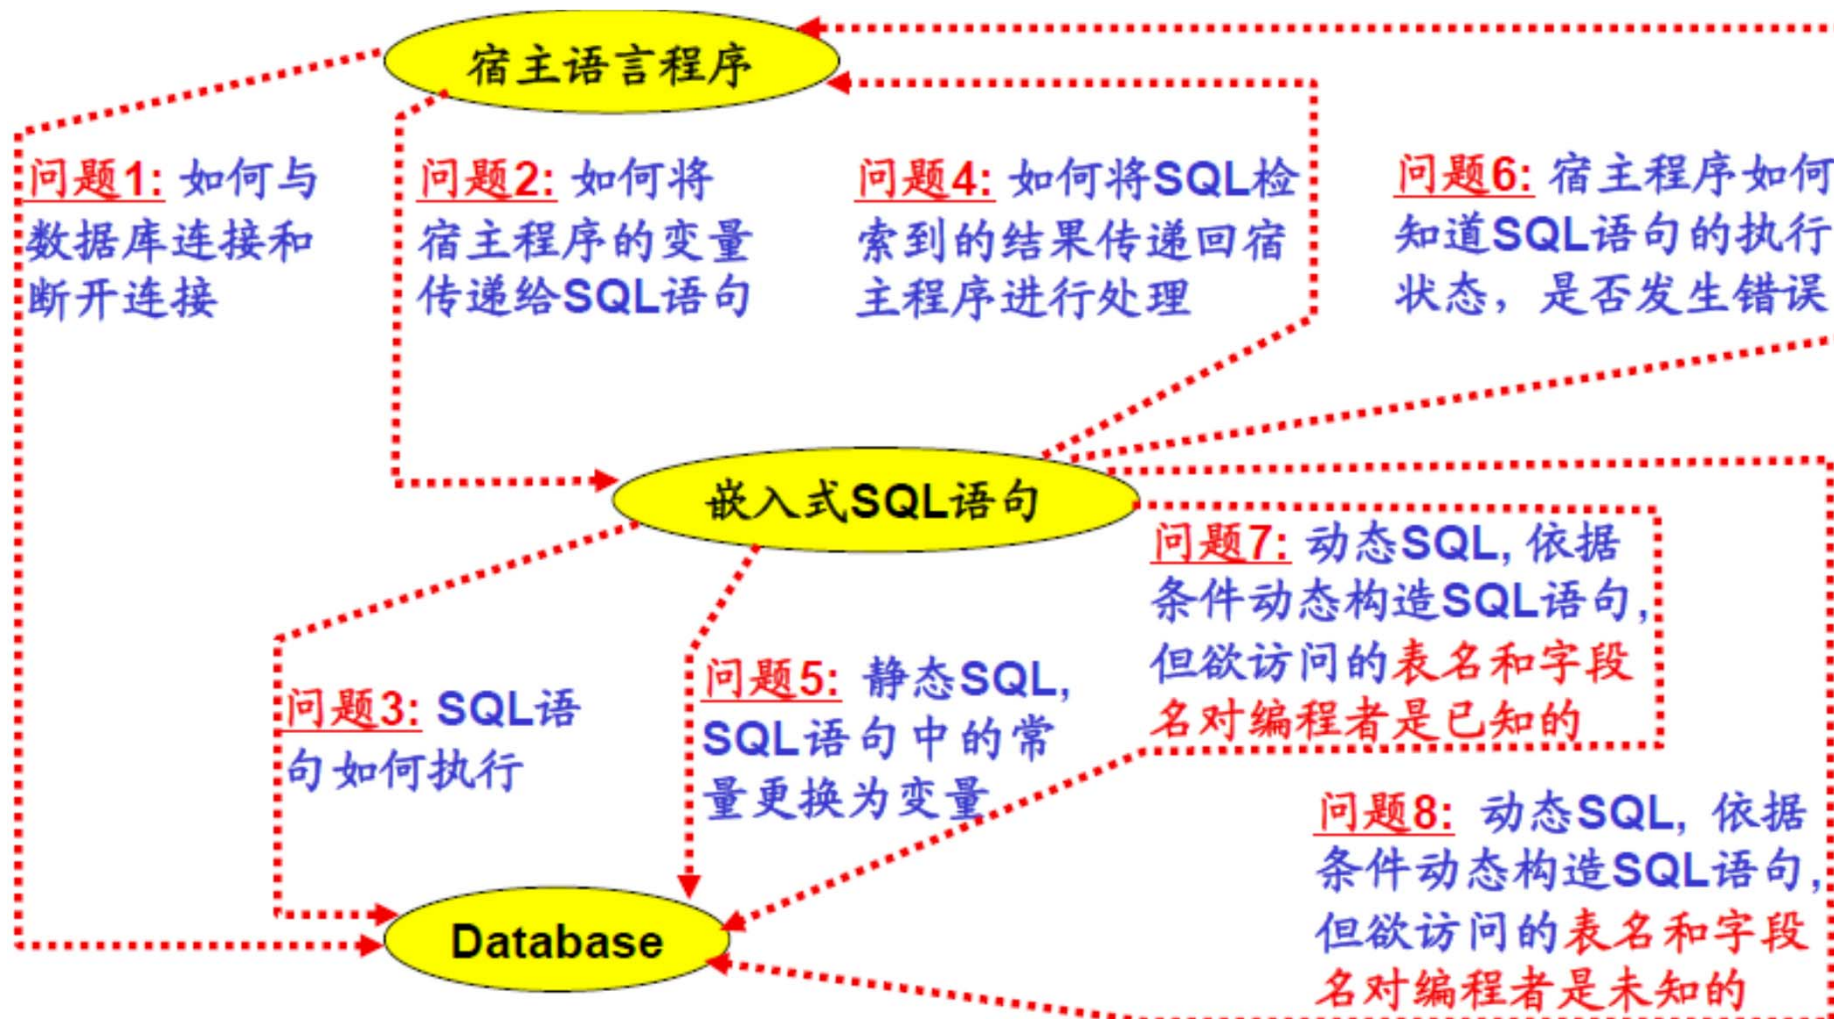 宿主语言程序
问题1: 如何与
数据库连接和
断开连接
问题2: 如何将
宿主程序的变量
传递给SQL语句
问题4: 如何将SQL检
索到的结果传递回宿
主程序进行处理
问题6: 宿主程序如何
知道SQL语句的执行
状态，是否发生错误
嵌入式SQL语句
问题3: SQL语
句如何执行
问题5: 静态SQL,
SQL语句中的常
量更换为变量
问题7: 动态SQL, 依据
条件动态构造SQL语句,
但欲访问的表名和字段
名对编程者是已知的
问题8: 动态SQL, 依据
条件动态构造SQL语句,
但欲访问的表名和字段
名对编程者是未知的
Database